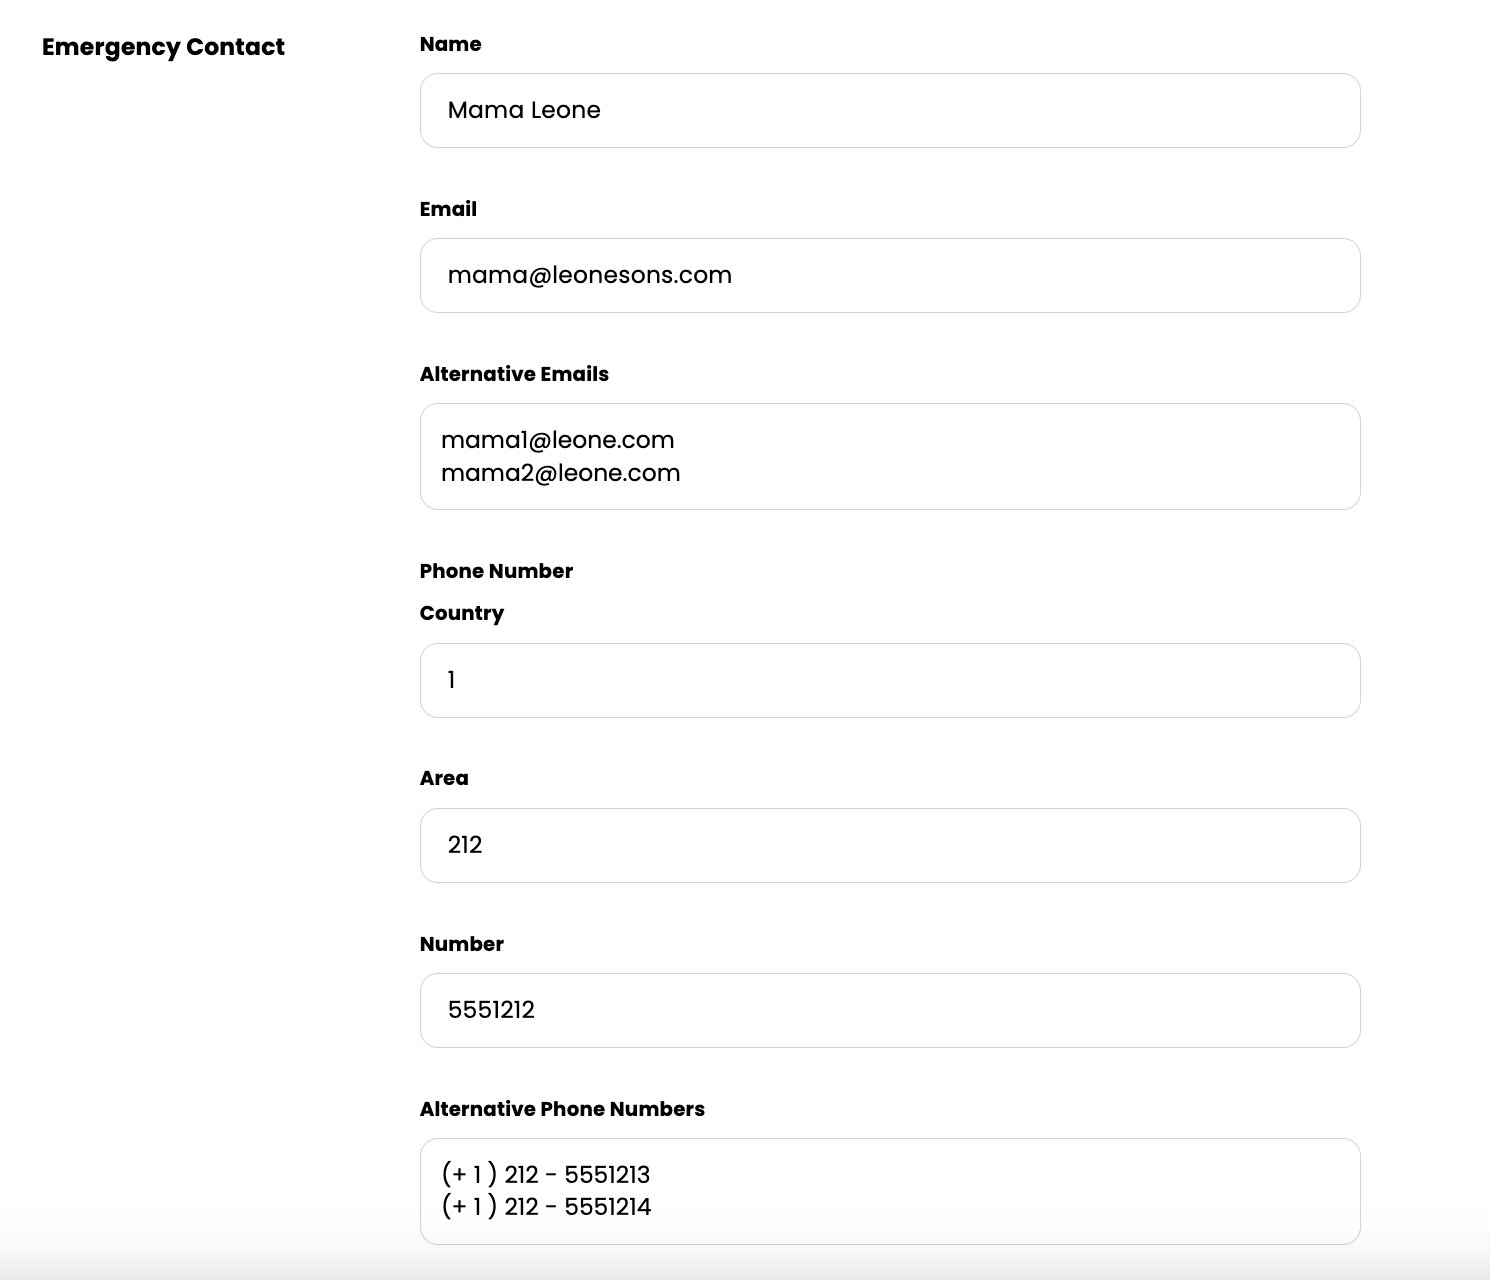 Emergency Contact
Name
Mama Leone
Email
mama@leonesons.com
Alternative Emails
mama1@leone.com
mama2@leone.com
Phone Number
Country
1
Area
212
Number
5551212
Alternative Phone Numbers
(+ 1 ) 212 - 5551213
(+ 1 ) 212 - 5551214